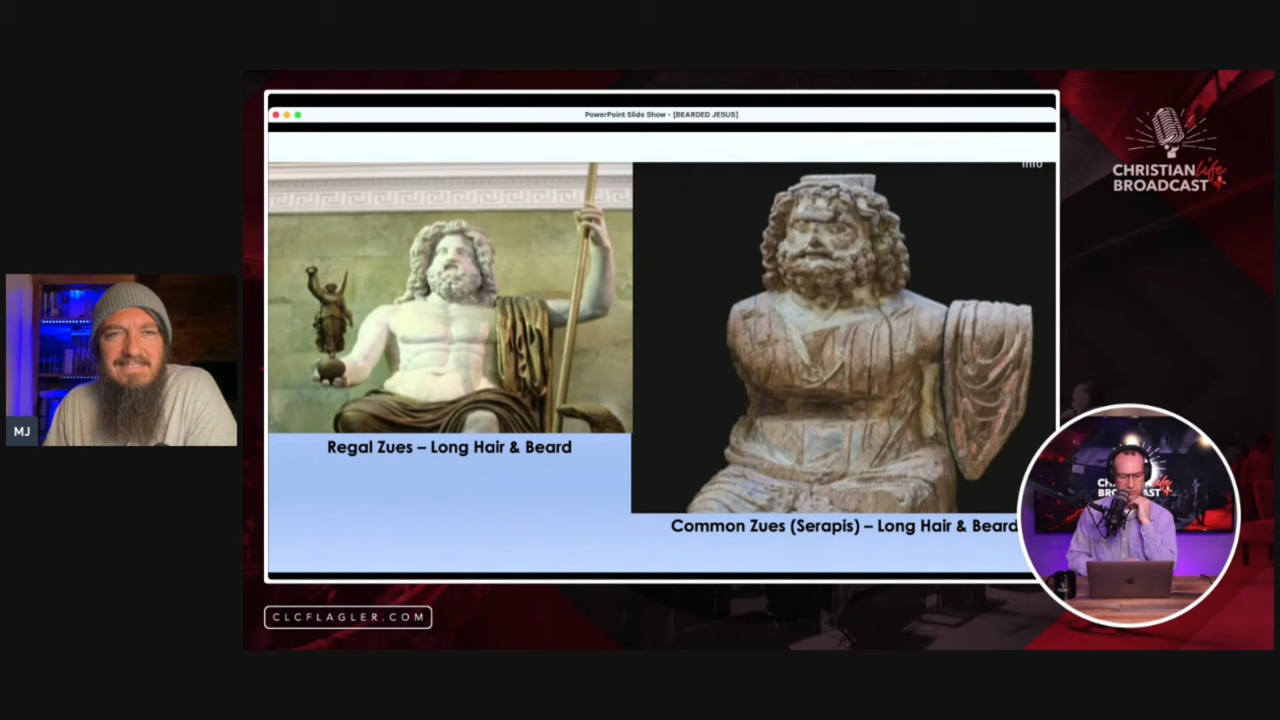 PowerPoint Slide Show - [BEARDED JESUS]
Info
CHRISTIAN life
BROADCAST
MJ
Regal Zues – Long Hair & Beard
Common Zues (Serapis) – Long Hair & Beard
CLCFLAGLER.COM